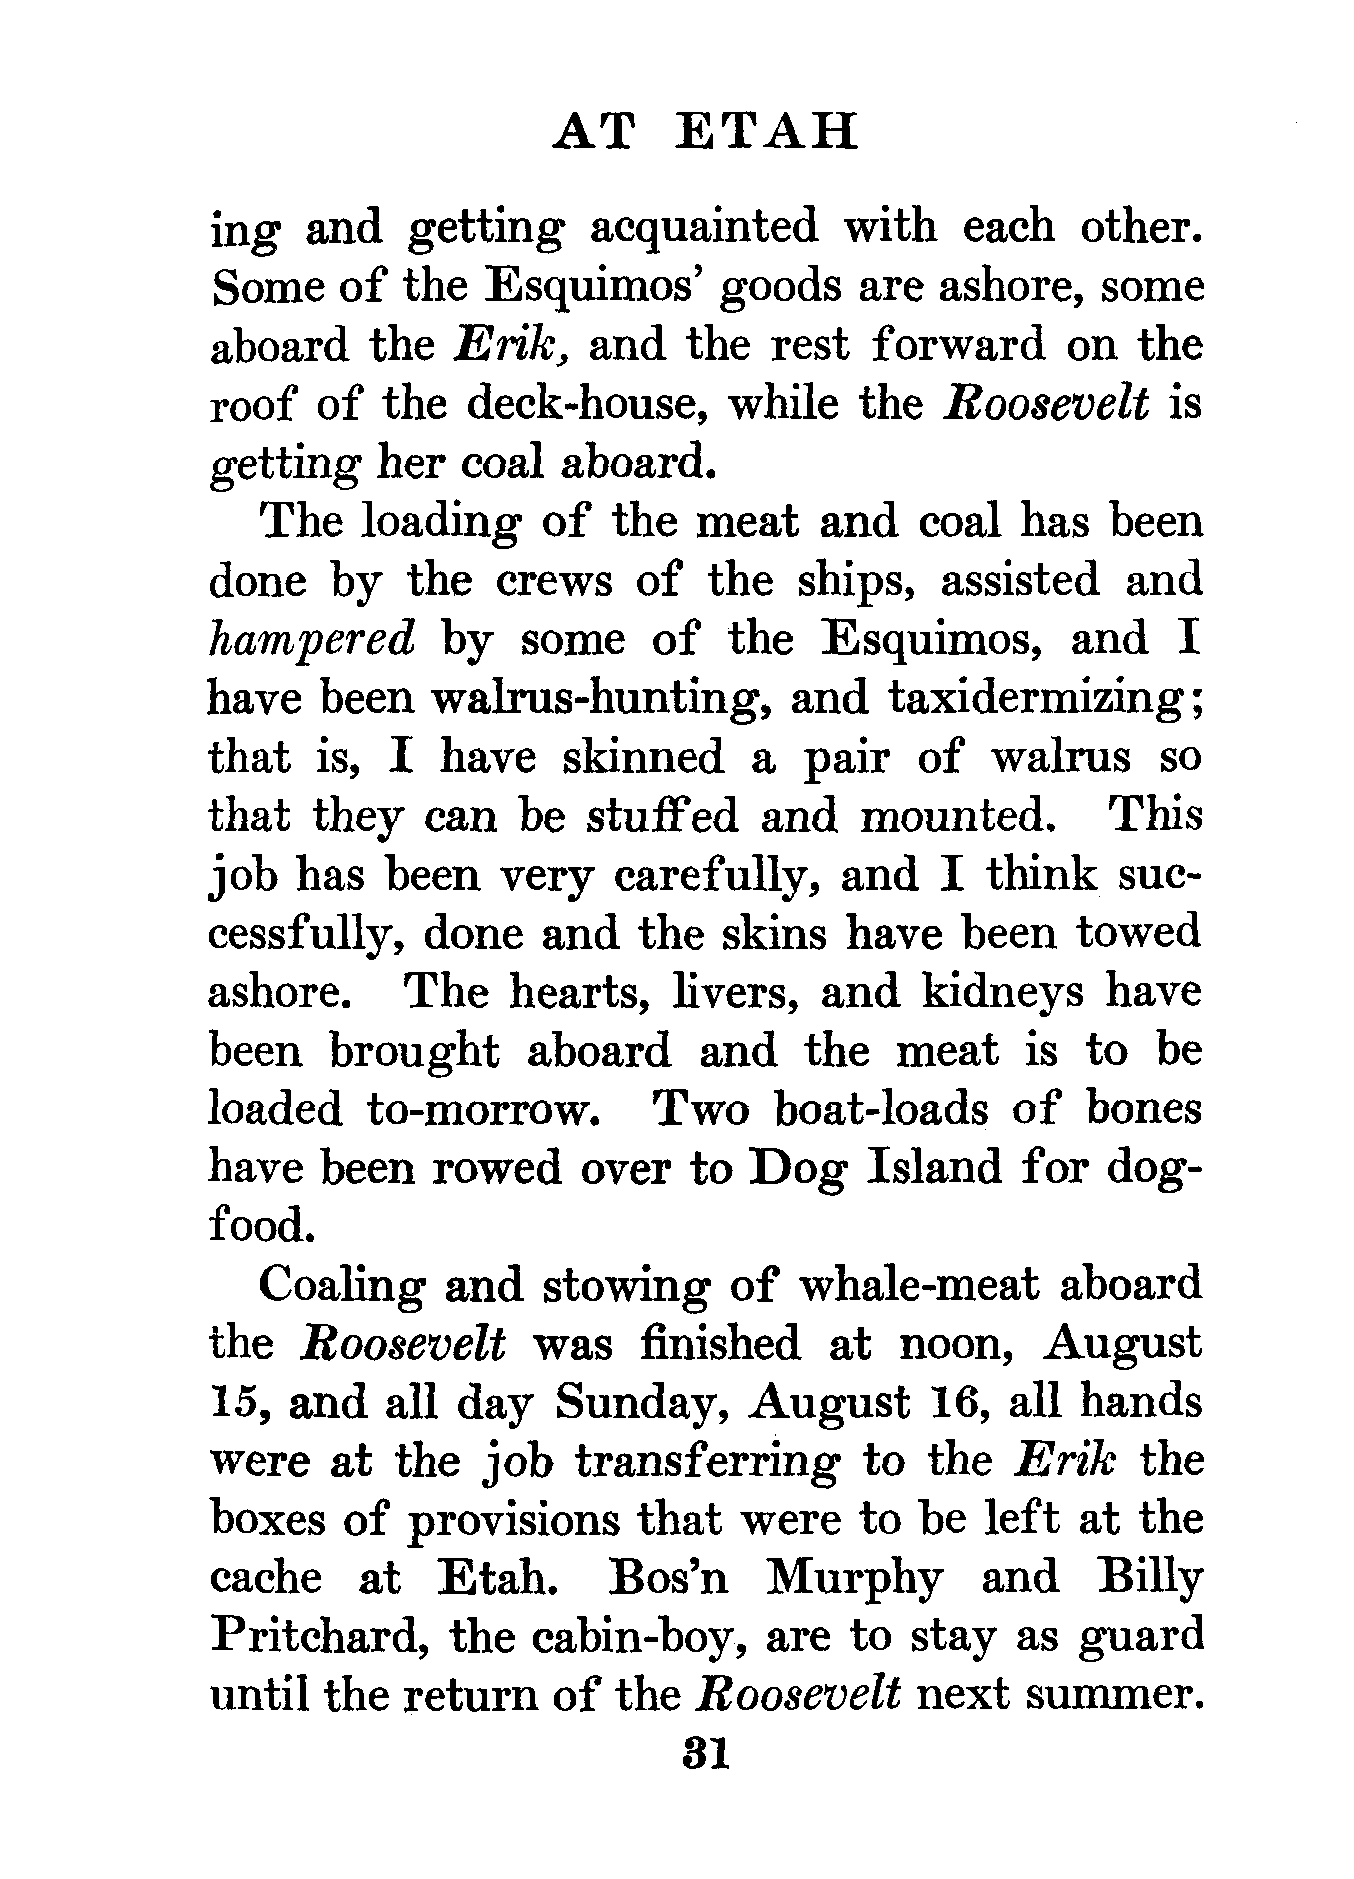 AT ETAH
ing and getting acquainted with each other.
Some of the Esquimos’ goods are ashore, some
aboard the Erik, and the rest forward on the
roof of the deck-house, while the Roosevelt is
getting her coal aboard.
The loading of the meat and coal has been
done by the crews of the ships, assisted and
hampered by some of the Esquimos, and I
have been walrus-hunting, and taxidermizing;
that is, I have skinned a pair of walrus so
that they can be stuffed and mounted. This
job has been very carefully, and I think suc-
cessfully, done and the skins have been towed
ashore. The hearts, livers, and kidneys have
been brought aboard and the meat is to be
loaded to-morrow. Two boat-loads of bones
have been rowed over to Dog Island for dog-
food.
Coaling and stowing of whale-meat aboard
the Roosevelt was finished at noon, August
15, and all day Sunday, August 16, all hands
were at the job transferring to the Erik the
boxes of provisions that were to be left at the
cache at Etah. Bos’n Murphy and Billy
Pritchard, the cabin-boy, are to stay as guard
until the return of the Roosevelt next summer.
31